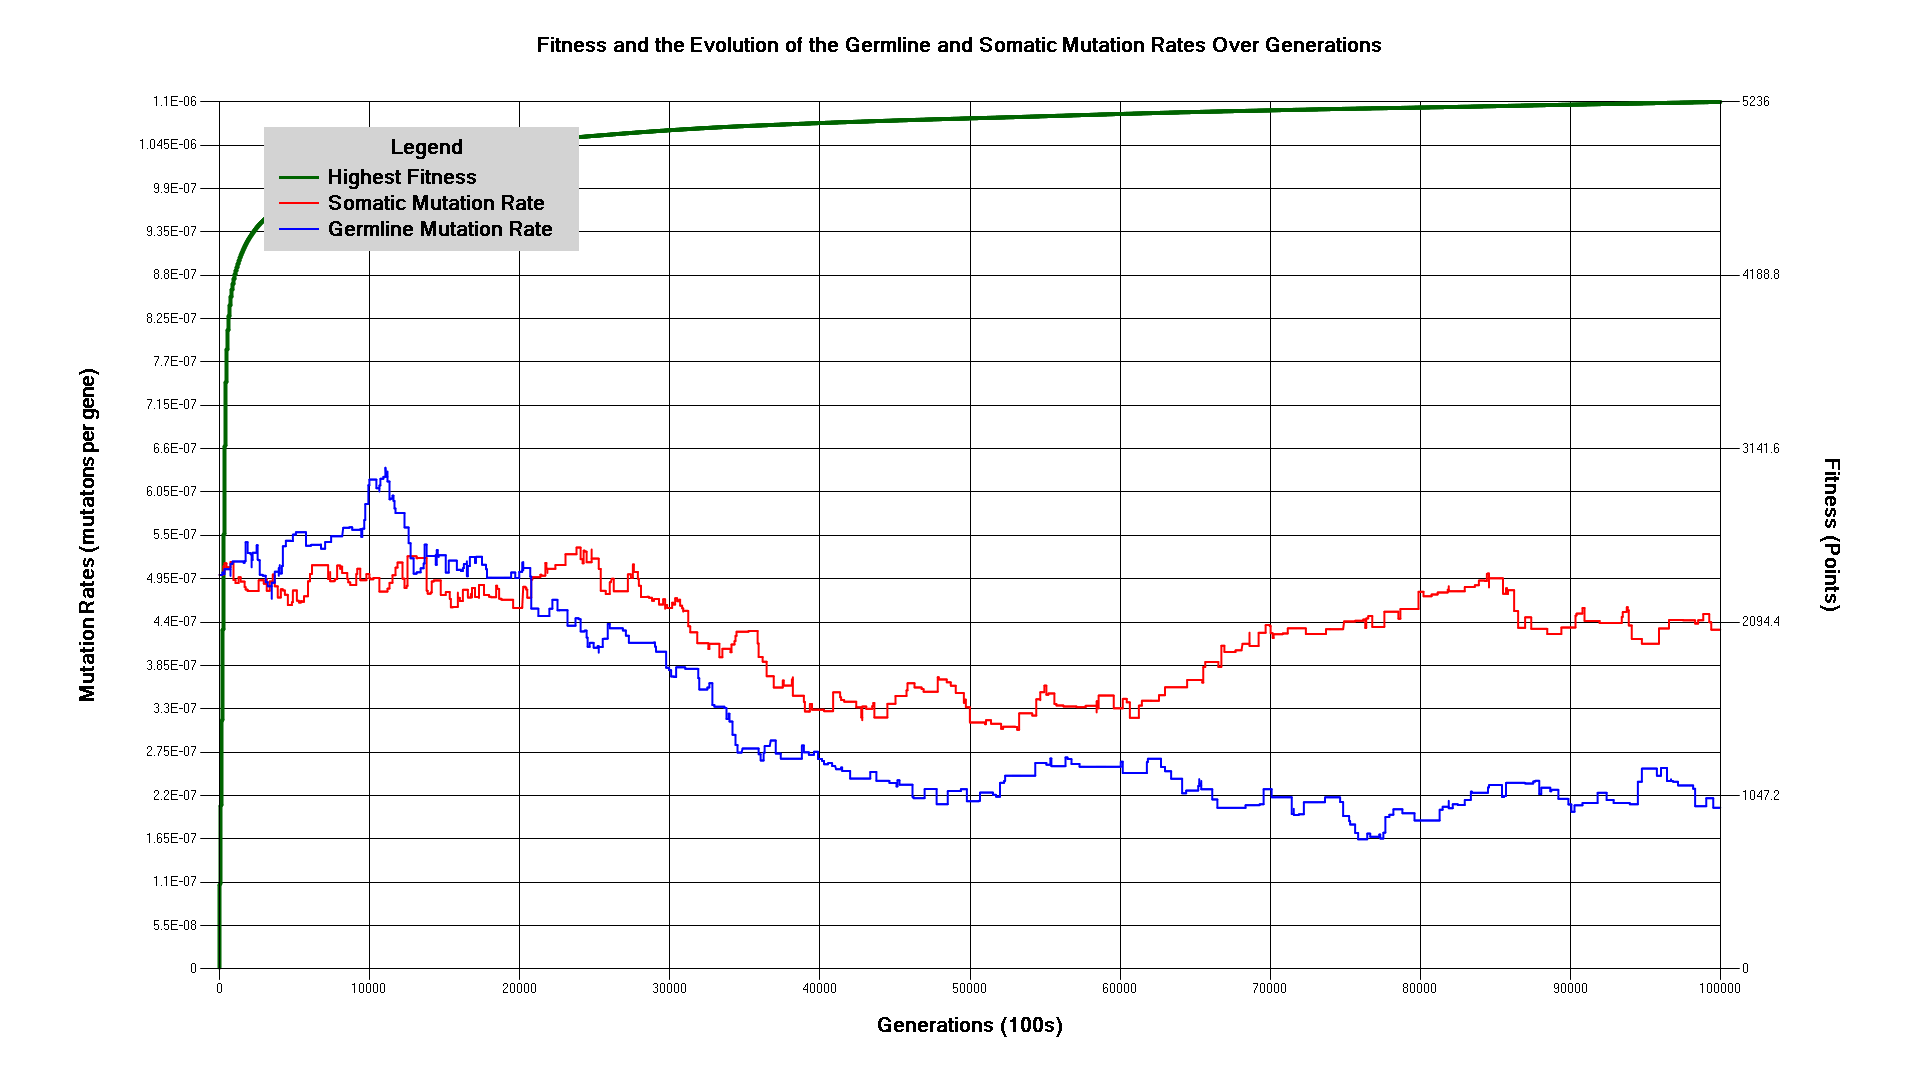 Fitness and the Evolution of the Germline and Somatic Mutation Rates Over Generations
1.1E-06
1.045E-06
9.9E-07
9.35E-07
8.8E-07
8.25E-07
7.7E-07
7.15E-07
6.6E-07
6.05E-07
5.5E-07
4.95E-07
4.4E-07
3.85E-07
3.3E-07
2.75E-07
2.2E-07
1.65E-07
1.1E-07
5.5E-08
0
Mutation Rates (mutatons per gene)
Legend
Highest Fitness
Somatic Mutation Rate
Germline Mutation Rate
5236
4188.8
3141.6
2094.4
1047.2
0
Fitness (Points)
0 10000 20000 30000 40000 50000 60000 70000 80000 90000 100000
Generations (100s)